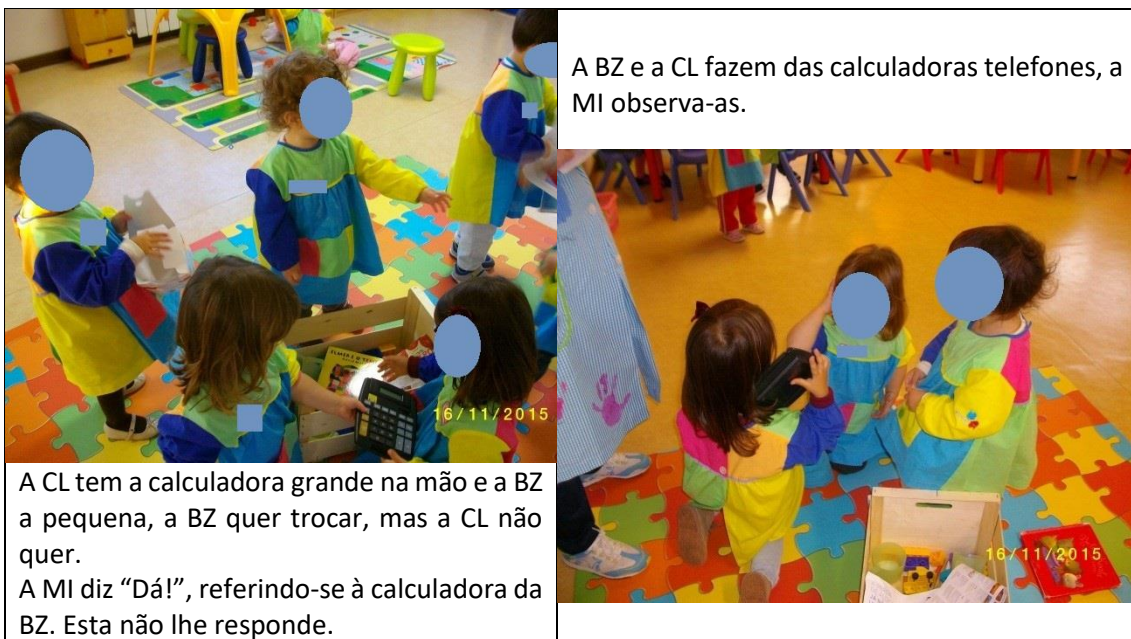 16/11/2015
A CL tem a calculadora grande na mão e a BZ
a pequena, a BZ quer trocar, mas a CL não
quer.
A MI diz “Dá!”, referindo-se à calculadora da
BZ. Esta não lhe responde.
A BZ e a CL fazem das calculadoras telefones, a
MI observa-as.
16/11/2015